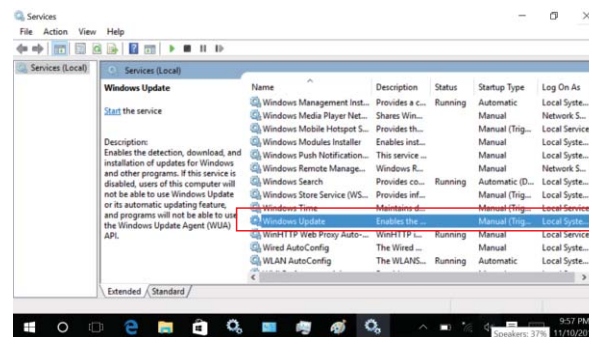 Services
File Action View Help
Services (Local)
Services (Local)
Windows Update
Start the service
Description:
Enables the detection, download, and
installation of updates for Windows
and other programs. If this service is
disabled, users of this computer will
not be able to use Windows Update
or its automatic updating feature,
and programs will not be able to use
the Windows Update Agent (WUA)
API.
Name Description Status Startup Type Log On As
Windows Management Inst... Provides a c... Running Automatic Local Syste...
Windows Media Player Net... Shares Win... Manual Network S...
Windows Mobile Hotspot S... Provides th... Manual (Trig... Local Service
Windows Modules Installer Enables inst... Manual Local Syste...
Windows Push Notification... This service ... Manual Local Syste...
Windows Remote Manage... Windows R... Manual Network S...
Windows Search Provides co... Running Automatic (D... Local Syste...
Windows Store Service (WS... Provides inf... Manual (Trig... Local Syste...
Windows Time Maintains d... Manual (Trig... Local Service
Windows Update Enables the ... Manual (Trig... Local Syste...
WinHTTP Web Proxy Auto-... WinHTTP i... Running Manual Local Service
Wired AutoConfig The Wired ... Manual Local Syste...
WLAN AutoConfig The WLANS... Running Automatic Local Syste...
Extended Standard
9:57 PM
Speakers: 37% 11/10/20